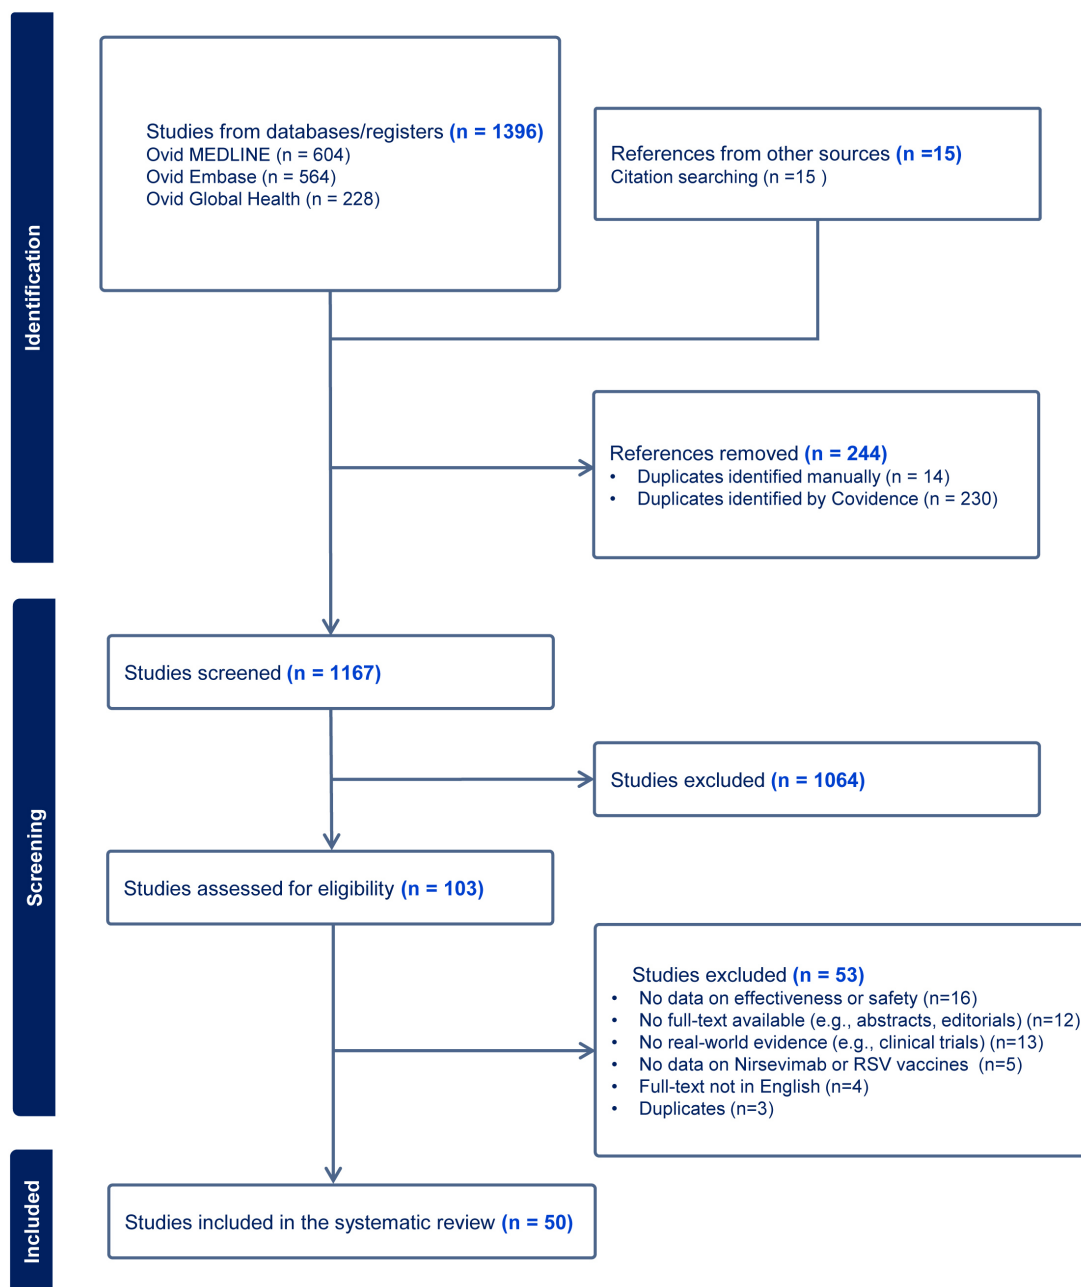 Identification
Studies from databases/registers (n = 1396)
Ovid MEDLINE (n = 604)
Ovid Embase (n = 564)
Ovid Global Health (n = 228)
References from other sources (n =15)
Citation searching (n =15 )
References removed (n = 244)
• Duplicates identified manually (n = 14)
• Duplicates identified by Covidence (n = 230)
Screening
Studies screened (n = 1167)
Studies excluded (n = 1064)
Studies assessed for eligibility (n = 103)
Studies excluded (n = 53)
• No data on effectiveness or safety (n=16)
• No full-text available (e.g., abstracts, editorials) (n=12)
• No real-world evidence (e.g., clinical trials) (n=13)
• No data on Nirsevimab or RSV vaccines (n=5)
• Full-text not in English (n=4)
• Duplicates (n=3)
Included
Studies included in the systematic review (n = 50)